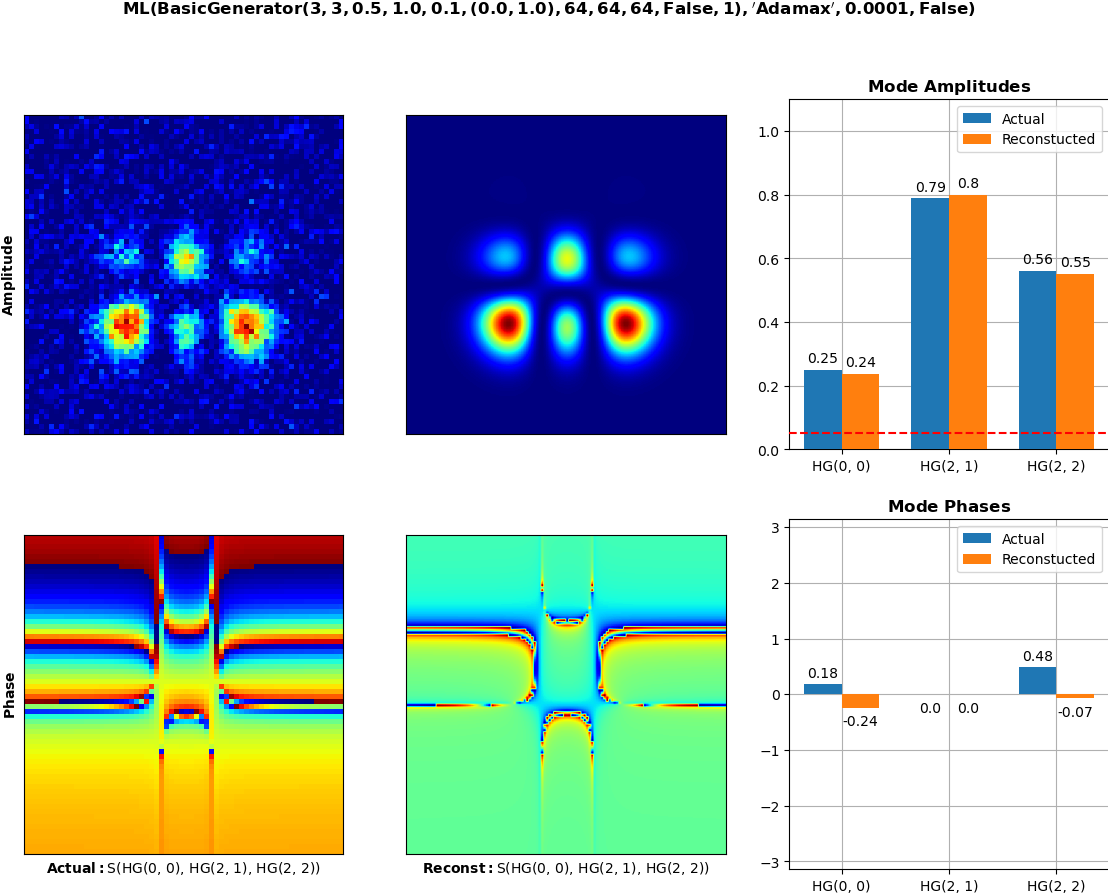 ML(BasicGenerator(3, 3, 0.5, 1.0, 0.1, (0.0, 1.0), 64, 64, 64, False, 1), ′Adamax′, 0.0001, False)
Amplitude
Mode Amplitudes
Actual
Reconstucted
1.0
0.8
0.6
0.4
0.2
0.0
0.25
0.24
0.79
0.8
0.56
0.55
HG(0, 0)
HG(2, 1)
HG(2, 2)
Phase
Actual: S(HG(0, 0), HG(2, 1), HG(2, 2))
Reconst: S(HG(0, 0), HG(2, 1), HG(2, 2))
Mode Phases
Actual
Reconstucted
3
2
1
0
−1
−2
−3
0.18
-0.24
0.0
0.0
0.48
-0.07
HG(0, 0)
HG(2, 1)
HG(2, 2)